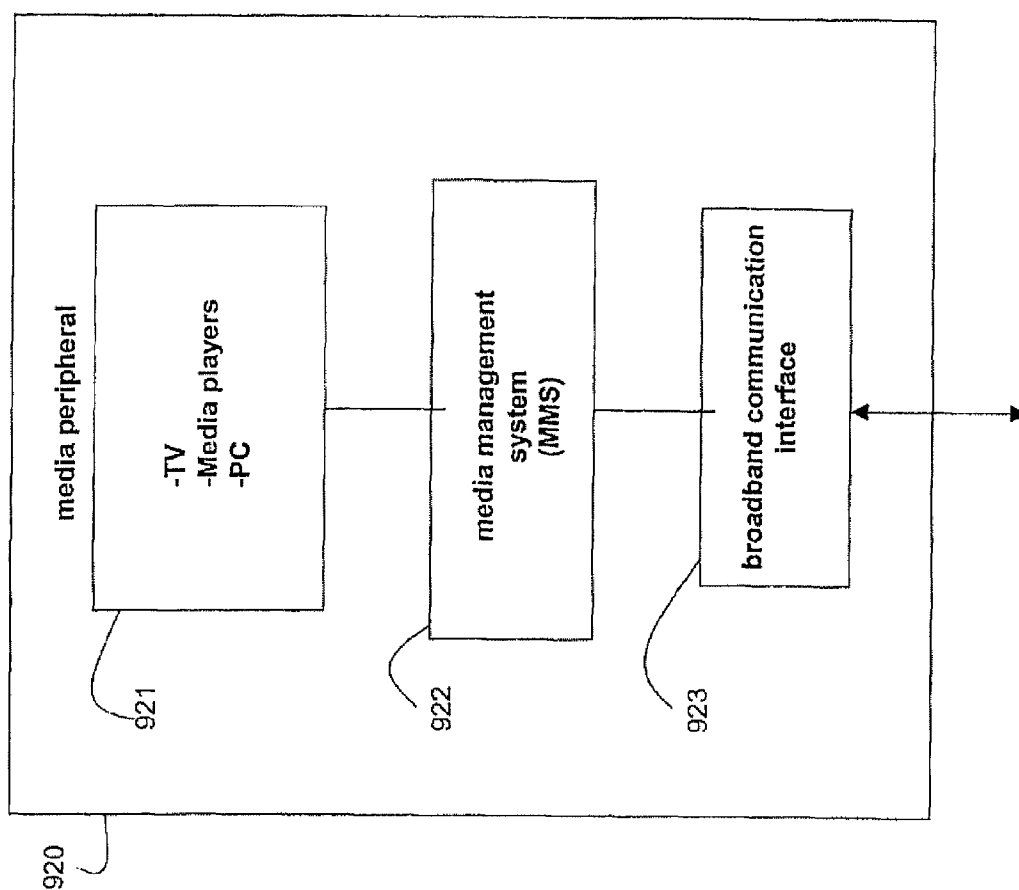 media peripheral
-TV
-Media players
-PC
media management
system
(MMS)
broadband communication
interface
921
922
923
920